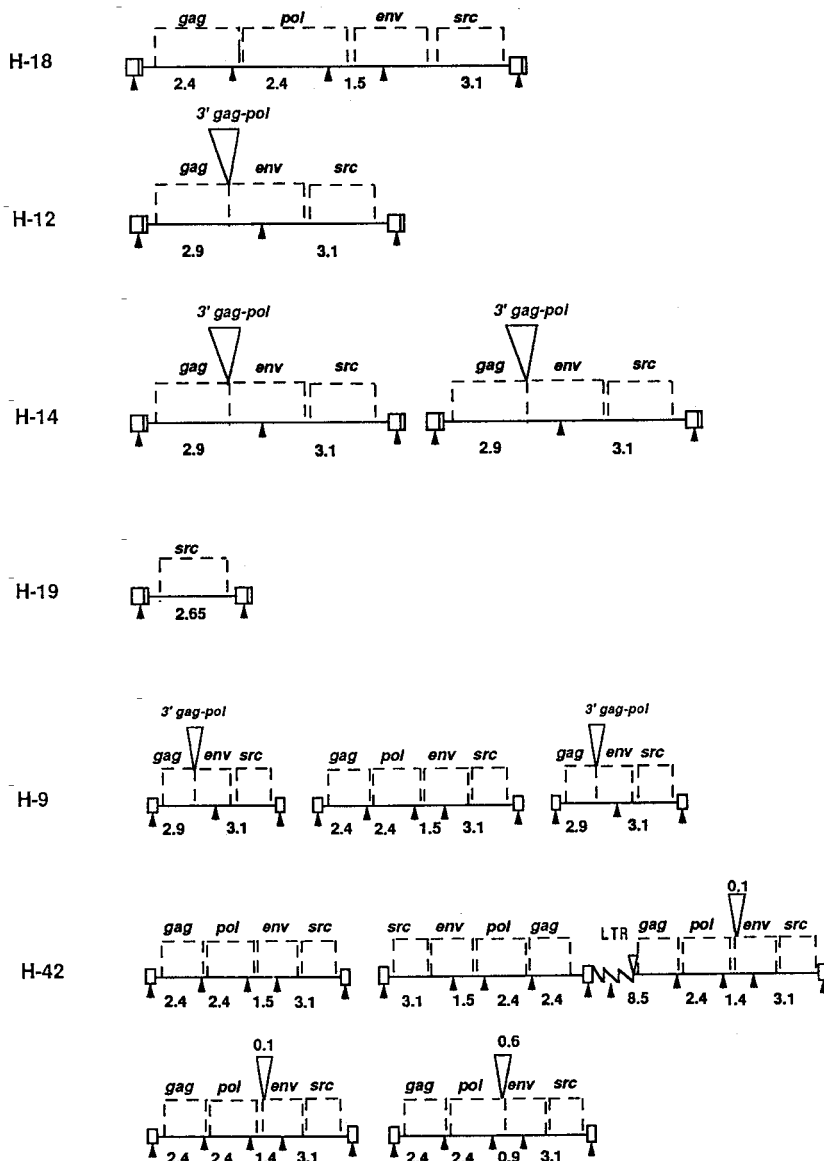 gag pol env src
H-18
2.4 2.4 1.5 3.1
3' gag-pol
gag env src
H-12
2.9 3.1
3' gag-pol 3' gag-pol
gag env src gag env src
H-14
2.9 3.1 2.9 3.1
src
H-19
2.65
3' gag-pol 3' gag-pol
gag env src gag pol env src gag env src
H-9
2.9 3.1 2.4 2.4 1.5 3.1 2.9 3.1
0.1
gag pol env src src env pol gag LTR gag pol env src
H-42
2.4 2.4 1.5 3.1 3.1 1.5 2.4 2.4 8.5 2.4 1.4 3.1
0.1 0.6
gag pol env src gag pol env src
2.4 2.4 1.4 3.1 2.4 2.4 0.9 3.1